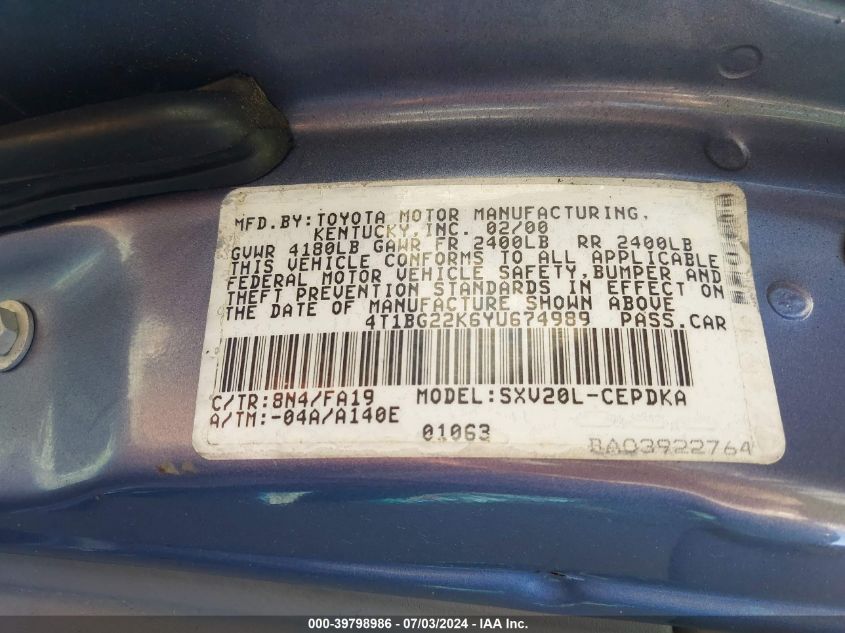 MFD.BY:TOYOTA MOTOR MANUFACTURING,
KENTUCKY,INC. 02/00
GVWR 4180LB GAWR FR 2400LB RR 2400LB
THIS VEHICLE CONFORMS TO ALL APPLICABLE
FEDERAL MOTOR VEHICLE SAFETY,BUMPER AND
THEFT PREVENTION STANDARDS IN EFFECT ON
THE DATE OF MANUFACTURE SHOWN ABOVE
4T1BG22K6YU674989 PASS.CAR
C/TR:8N4/FA19 MODEL:SXV20L-CEPDKA
A/TM:-04A/A140E
01063
BA03922764
000-39798986 - 07/03/2024 - IAAI Inc.